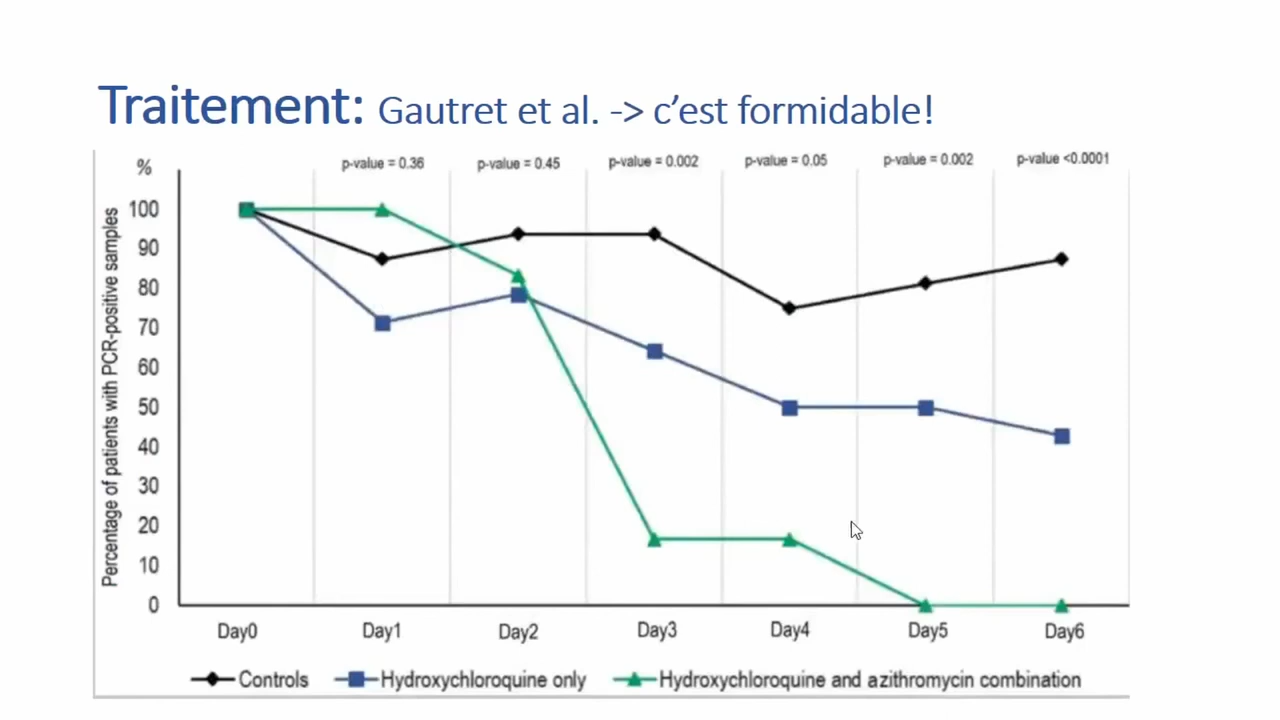 Traitement: Gautret et al. -> c'est formidable!
% p-value = 0.36 p-value = 0.45 p-value = 0.002 p-value = 0.05 p-value = 0.002 p-value <0.0001
Percentage of patients with PCR-positive samples
100
90
80
70
60
50
40
30
20
10
0
Day0 Day1 Day2 Day3 Day4 Day5 Day6
Controls Hydroxychloroquine only Hydroxychloroquine and azithromycin combination